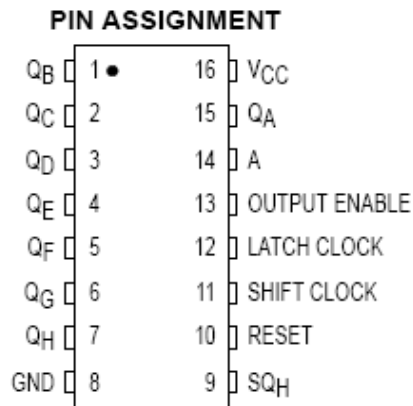 PIN ASSIGNMENT
QB 1 16 VCC
QC 2 15 QA
QD 3 14 A
QE 4 13 OUTPUT ENABLE
QF 5 12 LATCH CLOCK
QG 6 11 SHIFT CLOCK
QH 7 10 RESET
GND 8 9 SQH